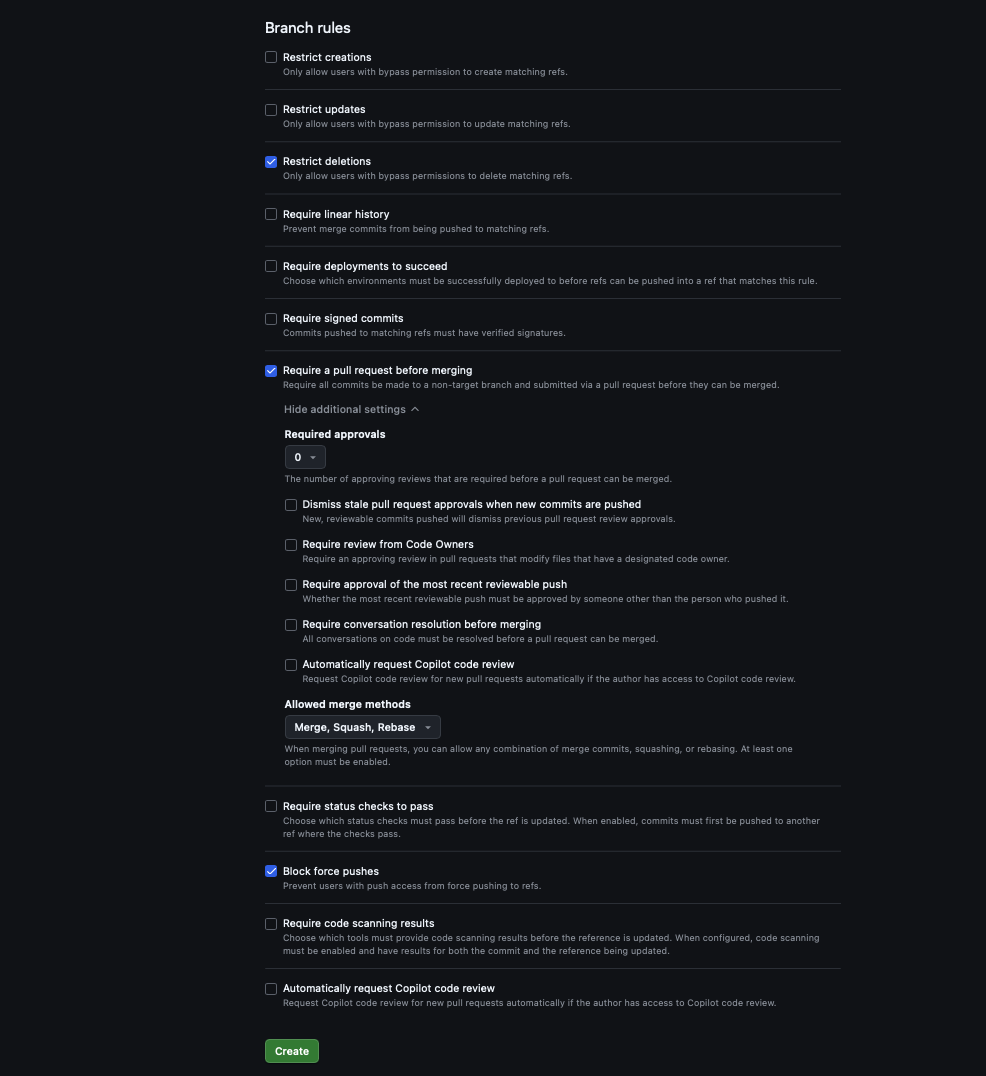 Branch rules
Restrict creations
Only allow users with bypass permission to create matching refs.
Restrict updates
Only allow users with bypass permission to update matching refs.
Restrict deletions
Only allow users with bypass permissions to delete matching refs.
Require linear history
Prevent merge commits from being pushed to matching refs.
Require deployments to succeed
Choose which environments must be successfully deployed to before refs can be pushed into a ref that matches this rule.
Require signed commits
Commits pushed to matching refs must have verified signatures.
Require a pull request before merging
Require all commits be made to a non-target branch and submitted via a pull request before they can be merged.
Hide additional settings
Required approvals
0
The number of approving reviews that are required before a pull request can be merged.
Dismiss stale pull request approvals when new commits are pushed
New, reviewable commits pushed will dismiss previous pull request review approvals.
Require review from Code Owners
Require an approving review in pull requests that modify files that have a designated code owner.
Require approval of the most recent reviewable push
Whether the most recent reviewable push must be approved by someone other than the person who pushed it.
Require conversation resolution before merging
All conversations on code must be resolved before a pull request can be merged.
Automatically request Copilot code review
Request Copilot code review for new pull requests automatically if the author has access to Copilot code review.
Allowed merge methods
Merge, Squash, Rebase
When merging pull requests, you can allow any combination of merge commits, squashing, or rebasing. At least one
option must be enabled.
Require status checks to pass
Choose which status checks must pass before the ref is updated. When enabled, commits must first be pushed to another
ref where the checks pass.
Block force pushes
Prevent users with push access from force pushing to refs.
Require code scanning results
Choose which tools must provide code scanning results before the reference is updated. When configured, code scanning
must be enabled and have results for both the commit and the reference being updated.
Automatically request Copilot code review
Request Copilot code review for new pull requests automatically if the author has access to Copilot code review.
Create